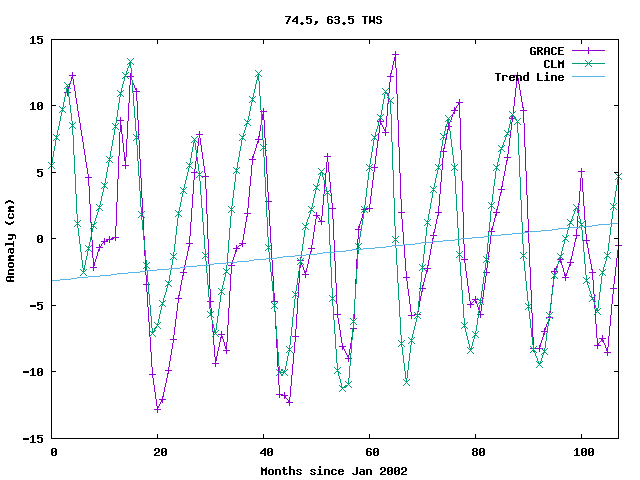 74.5, 63.5 TWS
GRACE
CLM
Trend Line
15
10
5
0
-5
-10
-15
Anomaly (cm)
0 20 40 60 80 100
Months since Jan 2002